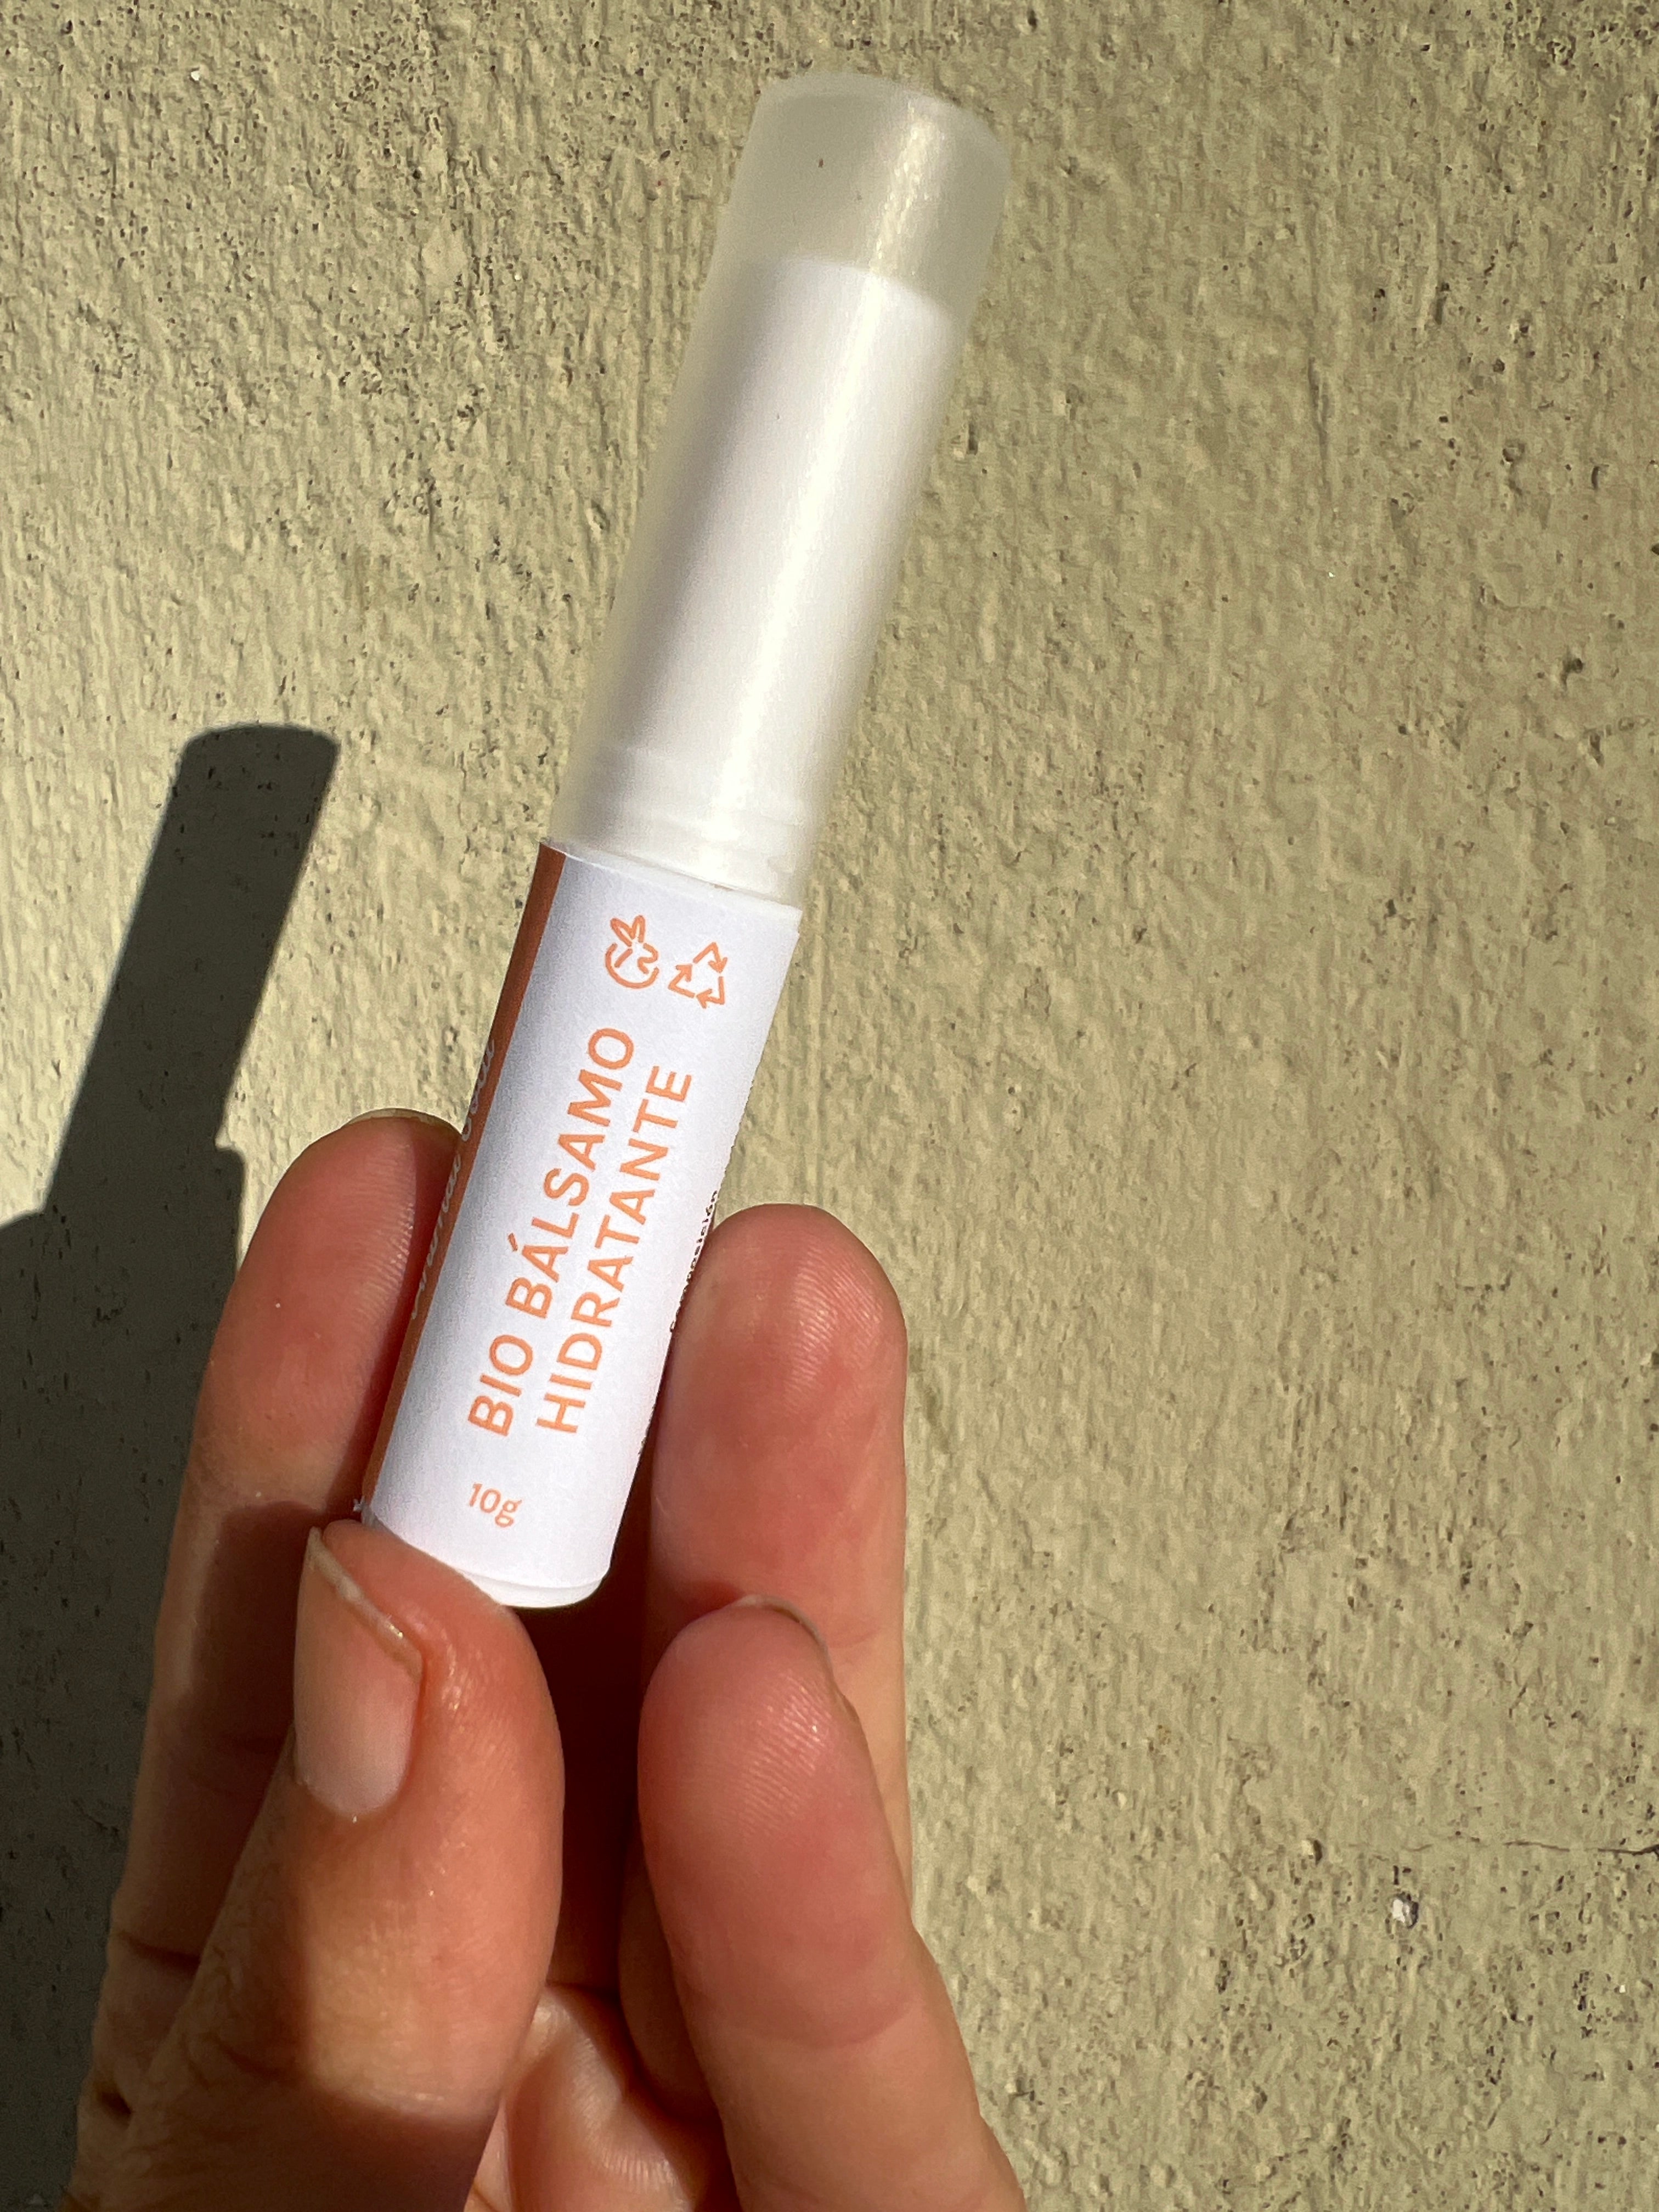 BIO BÁLSAMO
HIDRATANTE
10g